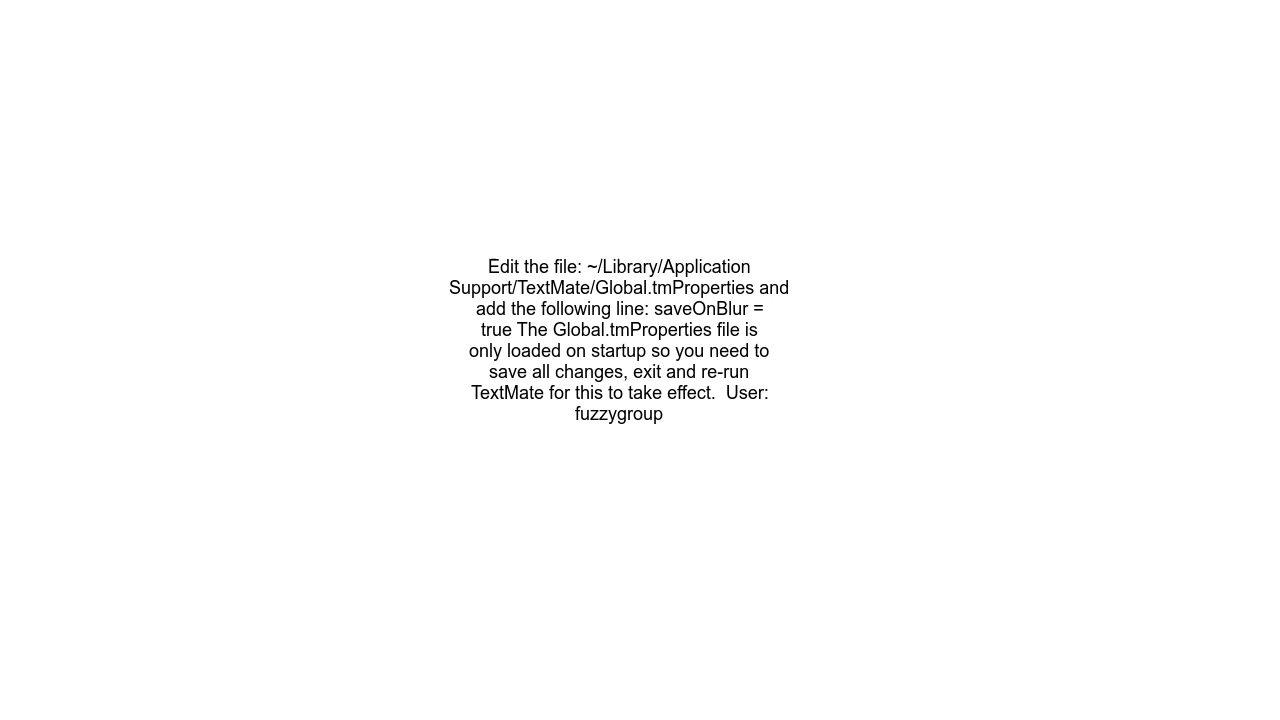 Edit the file: ~/Library/Application
Support/TextMate/Global.tmProperties and
add the following line: saveOnBlur =
true The Global.tmProperties file is
only loaded on startup so you need to
save all changes, exit and re-run
TextMate for this to take effect.  User:
fuzzygroup